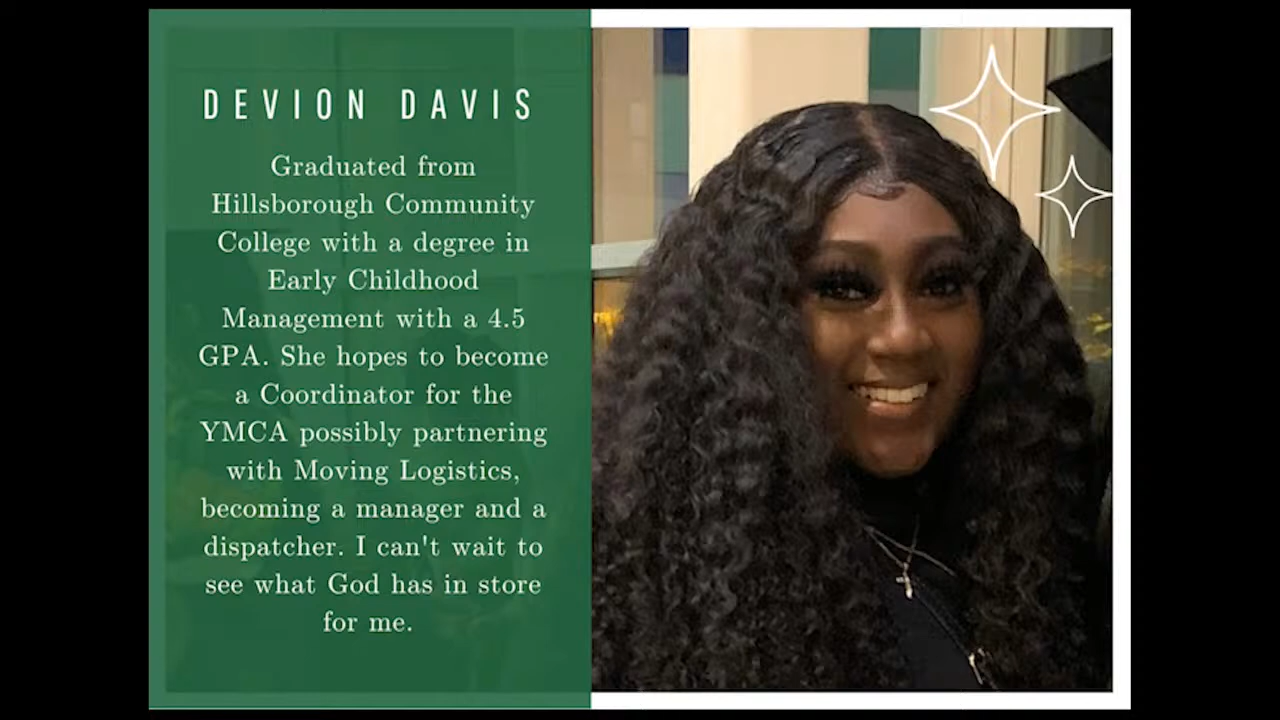 DEVION DAVIS
Graduated from
Hillsborough Community
College with a degree in
Early Childhood
Management with a 4.5
GPA. She hopes to become
a Coordinator for the
YMCA possibly partnering
with Moving Logistics,
becoming a manager and a
dispatcher. I can't wait to
see what God has in store
for me.